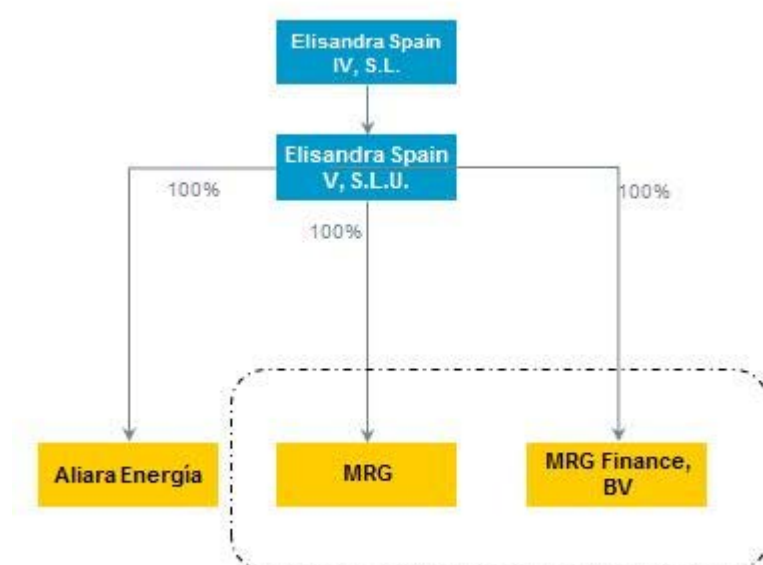 Elisandra Spain
IV, S.L.
Elisandra Spain
V, S.L.U.
100%
100%
100%
Aliara Energía
MRG
MRG Finance,
BV